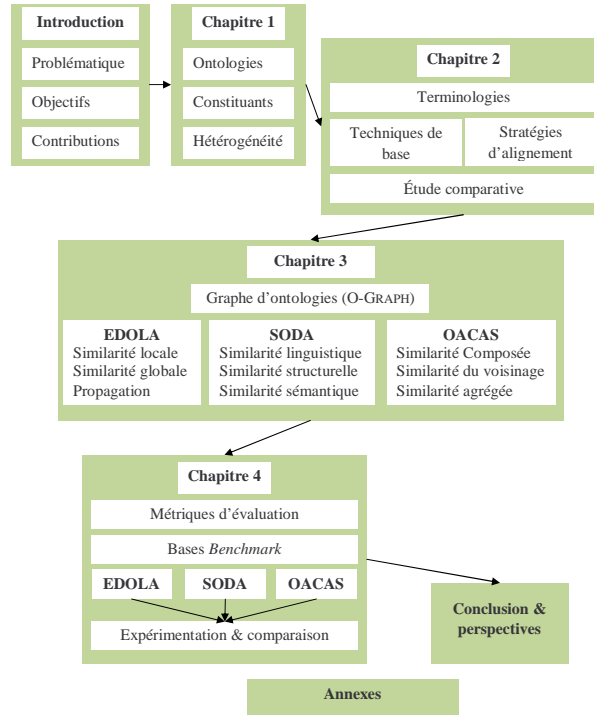 Introduction
Problématique
Objectifs
Contributions
Chapitre 1
Ontologies
Constituants
Hétérogénéité
Chapitre 2
Terminologies
Techniques de
base
Stratégies
d'alignement
Étude comparative
Chapitre 3
Graphe d'ontologies (O-GRAPH)
EDOLA
Similarité locale
Similarité globale
Propagation
SODA
Similarité linguistique
Similarité structurelle
Similarité sémantique
OACAS
Similarité Composée
Similarité du voisinage
Similarité agrégée
Chapitre 4
Métriques d'évaluation
Bases Benchmark
EDOLA
SODA
OACAS
Expérimentation & comparaison
Conclusion &
perspectives
Annexes